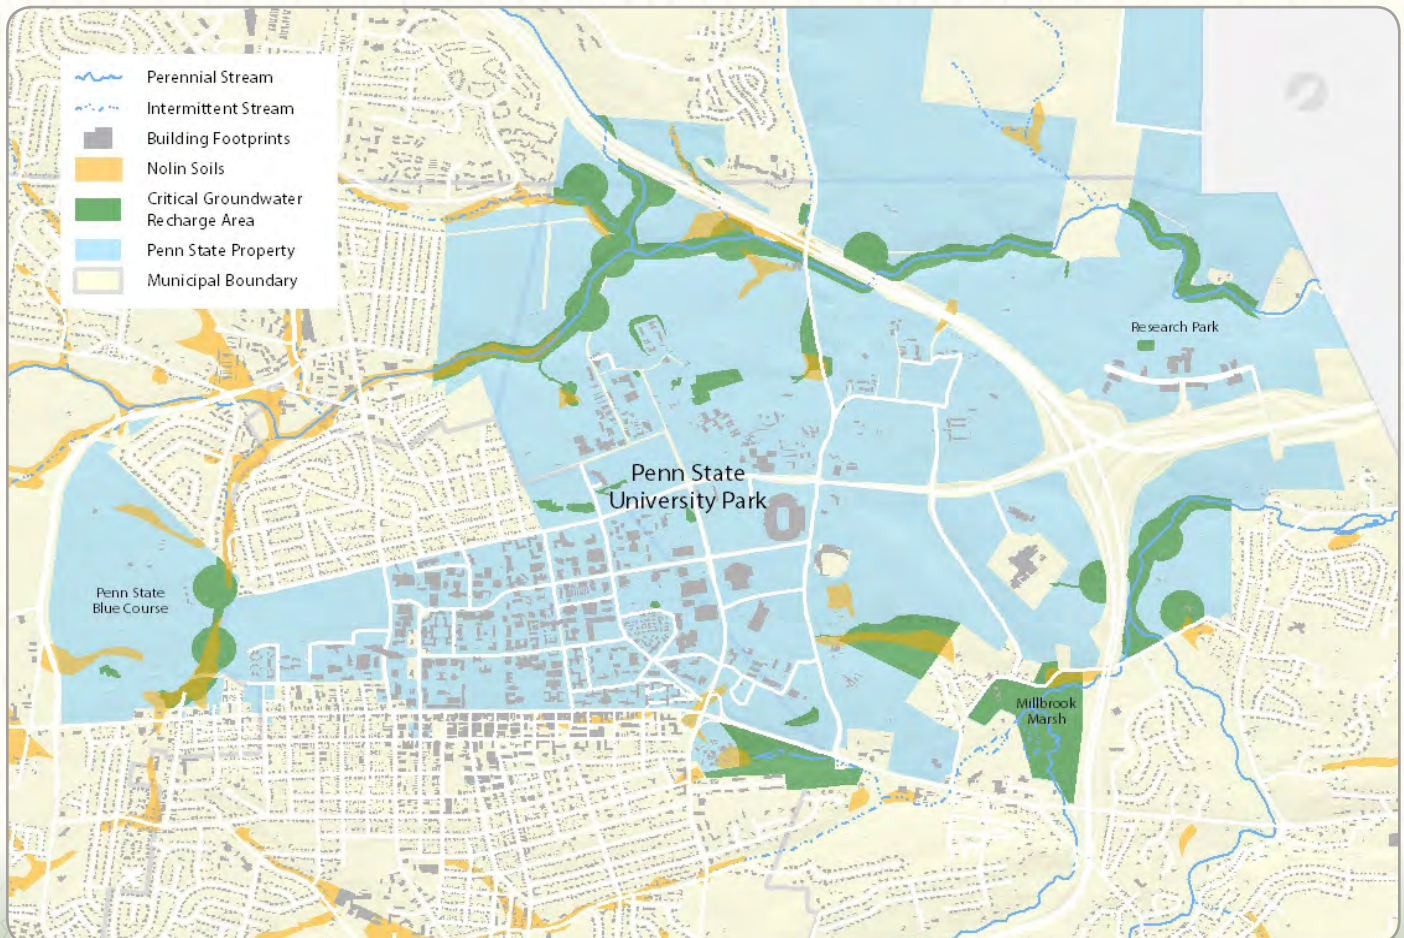 Perennial Stream
Intermittent Stream
Building Footprints
Nolin Soils
Critical Groundwater
Recharge Area
Penn State Property
Municipal Boundary
Research Park
Penn State
University Park
Penn State
Blue Course
Millbrook
Marsh